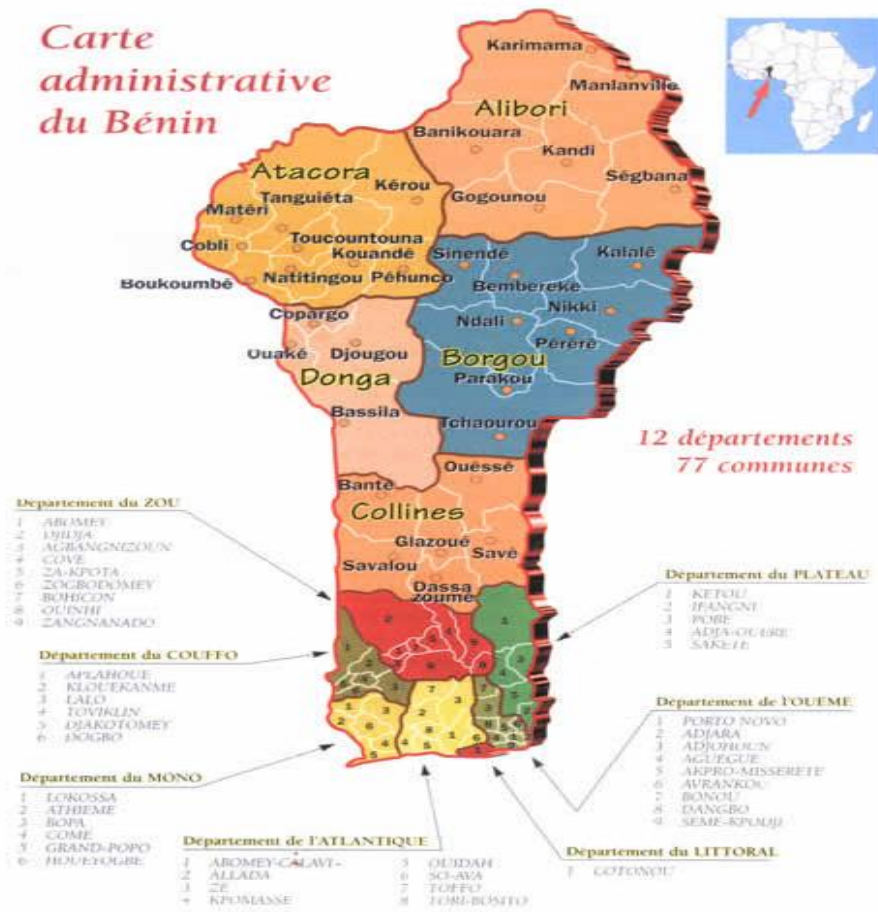 Carte
administrative
du Bénin
Karimama
Manlanville
Alibori
Banikouara
Kandi
Ségbana
Gogounou
Atacora
Kérou
Tanguiéta
Matéri
Toucountouna
Cobli
Kouandé
Natitingou
Péhunco
Boukoumbé
Sinendé
Kalalé
Bembereké
Nikki
Ndali
Pérèrè
Borgou
Parakou
Tchaourou
Copargo
Ouaké
Djougou
Donga
Bassila
12 départements
77 communes
Ouéssé
Bantè
Collines
Glazoué
Savè
Savalou
Dassa
Zoumé
Département du ZOU
1 ABOMEY
2 DJIDJA
3 AGBANGNIZOUN
4 COVE
5 ZA-KPOTA
6 ZOGBODOMEY
7 BOHICON
8 OUINHI
9 ZANGNANADO
Département du PLATEAU
1 KETOU
2 IFANGNI
3 POBE
4 ADJA-OUERE
5 SAKETE
Département du COUFFO
1 APLAHOUE
2 KLOUEKANME
3 LALO
4 TOVIKLIN
5 DJAKOTOMEY
6 DOGBO
Département de l'OUEME
1 PORTO NOVO
2 ADJARA
3 ADJOHOUN
4 AGUEGUE
5 AKPRO-MISSERETE
6 AVRANKOU
7 BONOU
8 DANGBO
9 SEME-KPODJI
Département du MONO
1 LOKOSSA
2 ATHIEME
3 BOPA
4 COME
5 GRAND-POPO
6 HOUEYOGBE
Département de l'ATLANTIQUE
1 ABOMEY-CALAVI
2 ALLADA
3 ZE
4 KPOMASSE
5 OUIDAH
6 SO-AVA
7 TOFFO
8 TORI-BOSITO
Département du LITTORAL
1 COTONOU